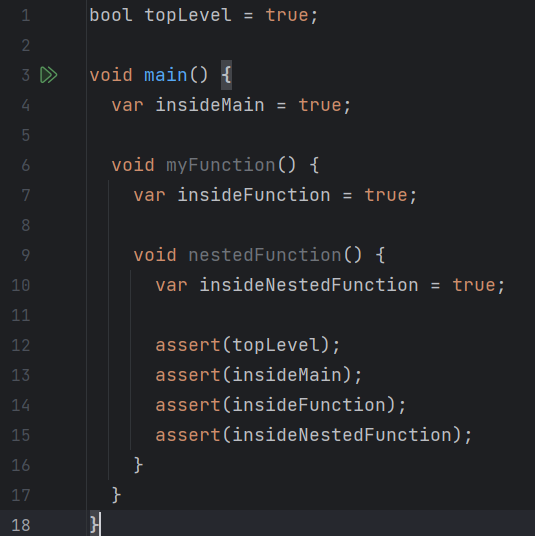 1 bool topLevel = true;
2
3 void main() {
4   var insideMain = true;
5
6   void myFunction() {
7     var insideFunction = true;
8
9     void nestedFunction() {
10       var insideNestedFunction = true;
11
12       assert(topLevel);
13       assert(insideMain);
14       assert(insideFunction);
15       assert(insideNestedFunction);
16     }
17   }
18 }